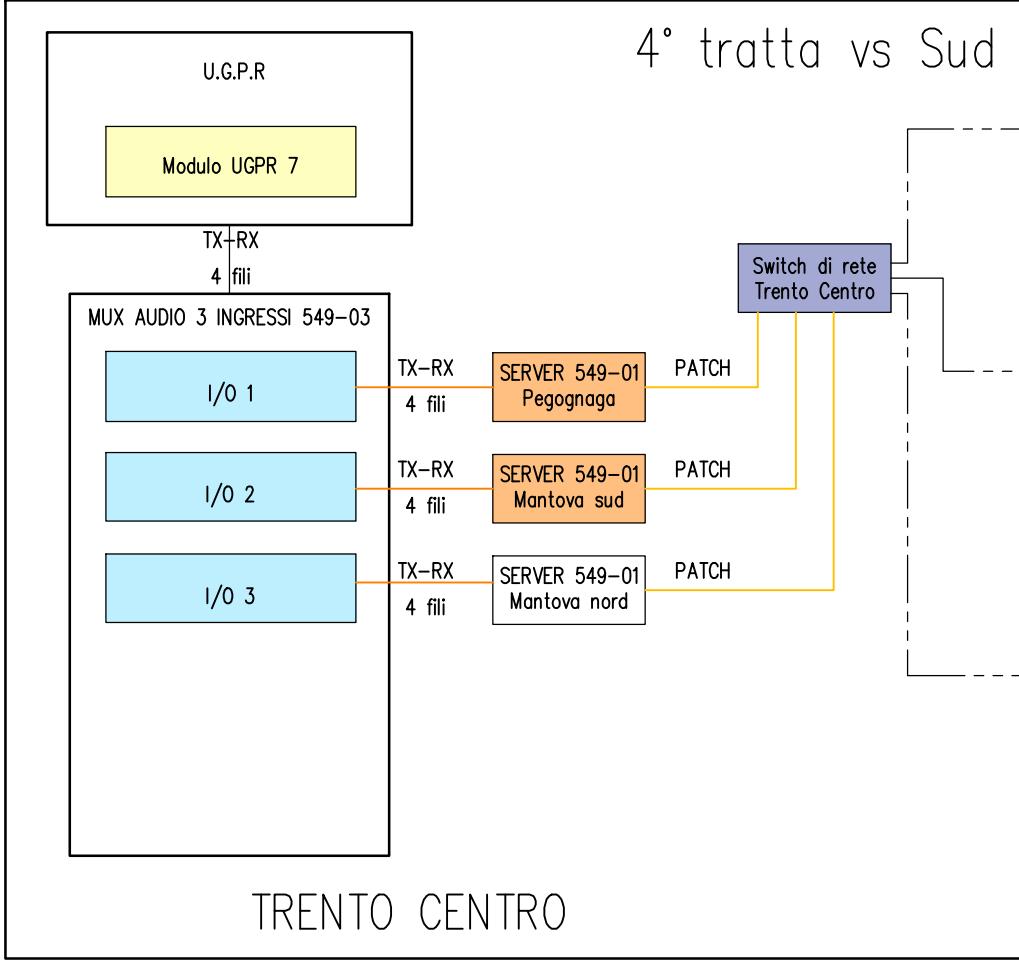 4° tratta vs Sud
U.G.P.R
Modulo UGPR 7
TX-RX
4 fili
MUX AUDIO 3 INGRESSI 549-03
Switch di rete
Trento Centro
I/O 1
TX-RX
4 fili
SERVER 549-01
Pegognaga
PATCH
I/O 2
TX-RX
4 fili
SERVER 549-01
Mantova sud
PATCH
I/O 3
TX-RX
4 fili
SERVER 549-01
Mantova nord
PATCH
TRENTO CENTRO